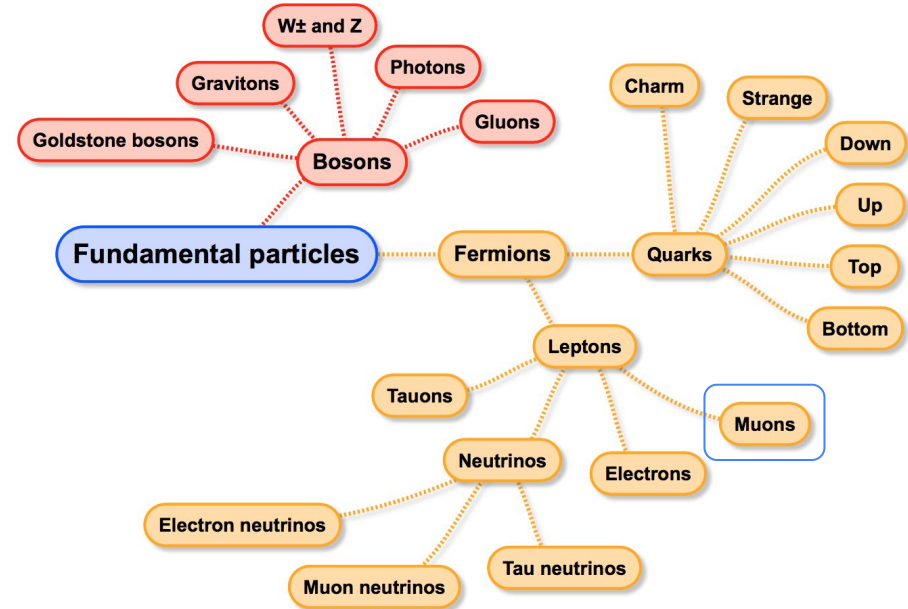 W± and Z
Photons
Gravitons
Gluons
Goldstone bosons
Bosons
Charm
Strange
Down
Up
Fundamental particles
Fermions
Quarks
Top
Bottom
Leptons
Tauons
Muons
Neutrinos
Electrons
Electron neutrinos
Muon neutrinos
Tau neutrinos